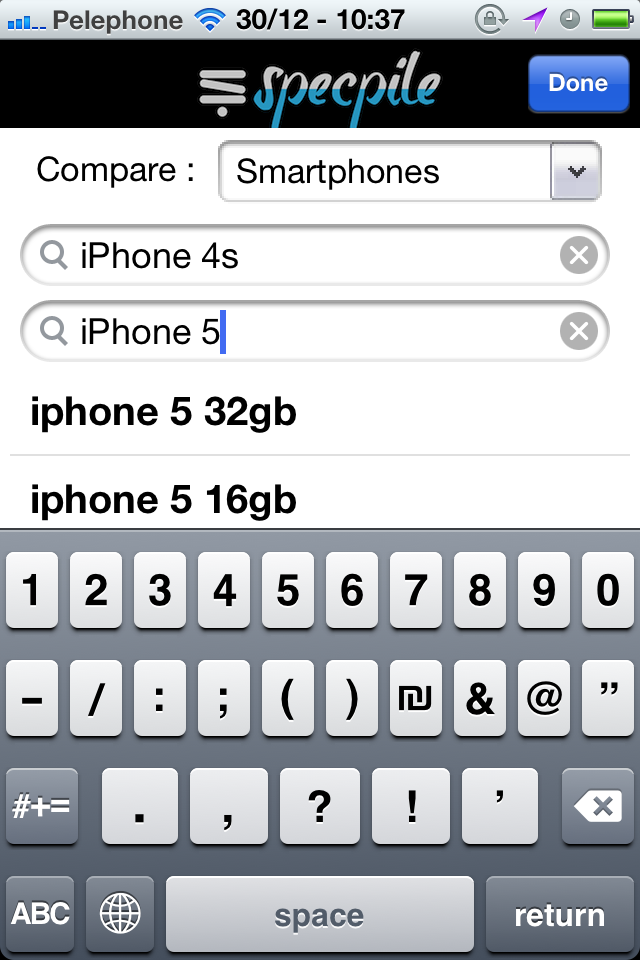 Pelephone 30/12 - 10:37
specpile
Done
Compare :
Smartphones
iPhone 4s
iPhone 5
iphone 5 32gb
iphone 5 16gb
1 2 3 4 5 6 7 8 9 0
- / : ; ( ) ₪ & @ ”
#+= . , ? ! ’
ABC space return